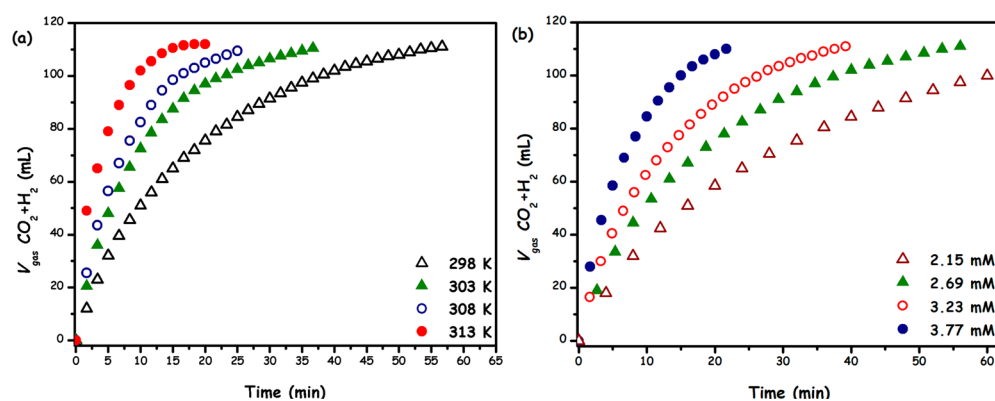 (a)
120
100
80
60
40
20
0
V gas CO2+H2 (mL)
298 K
303 K
308 K
313 K
0 5 10 15 20 25 30 35 40 45 50 55 60 65
Time (min)
(b)
120
100
80
60
40
20
0
V gas CO2+H2 (mL)
2.15 mM
2.69 mM
3.23 mM
3.77 mM
0 10 20 30 40 50 60
Time (min)